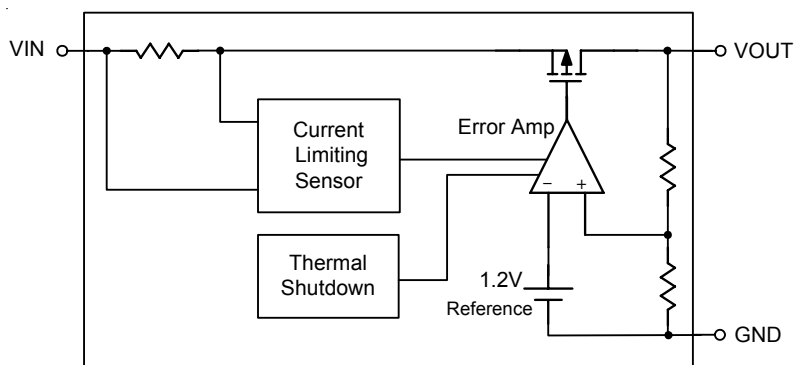 VIN
VOUT
Error Amp
Current
Limiting
Sensor
− +
Thermal
Shutdown
1.2V
Reference
GND